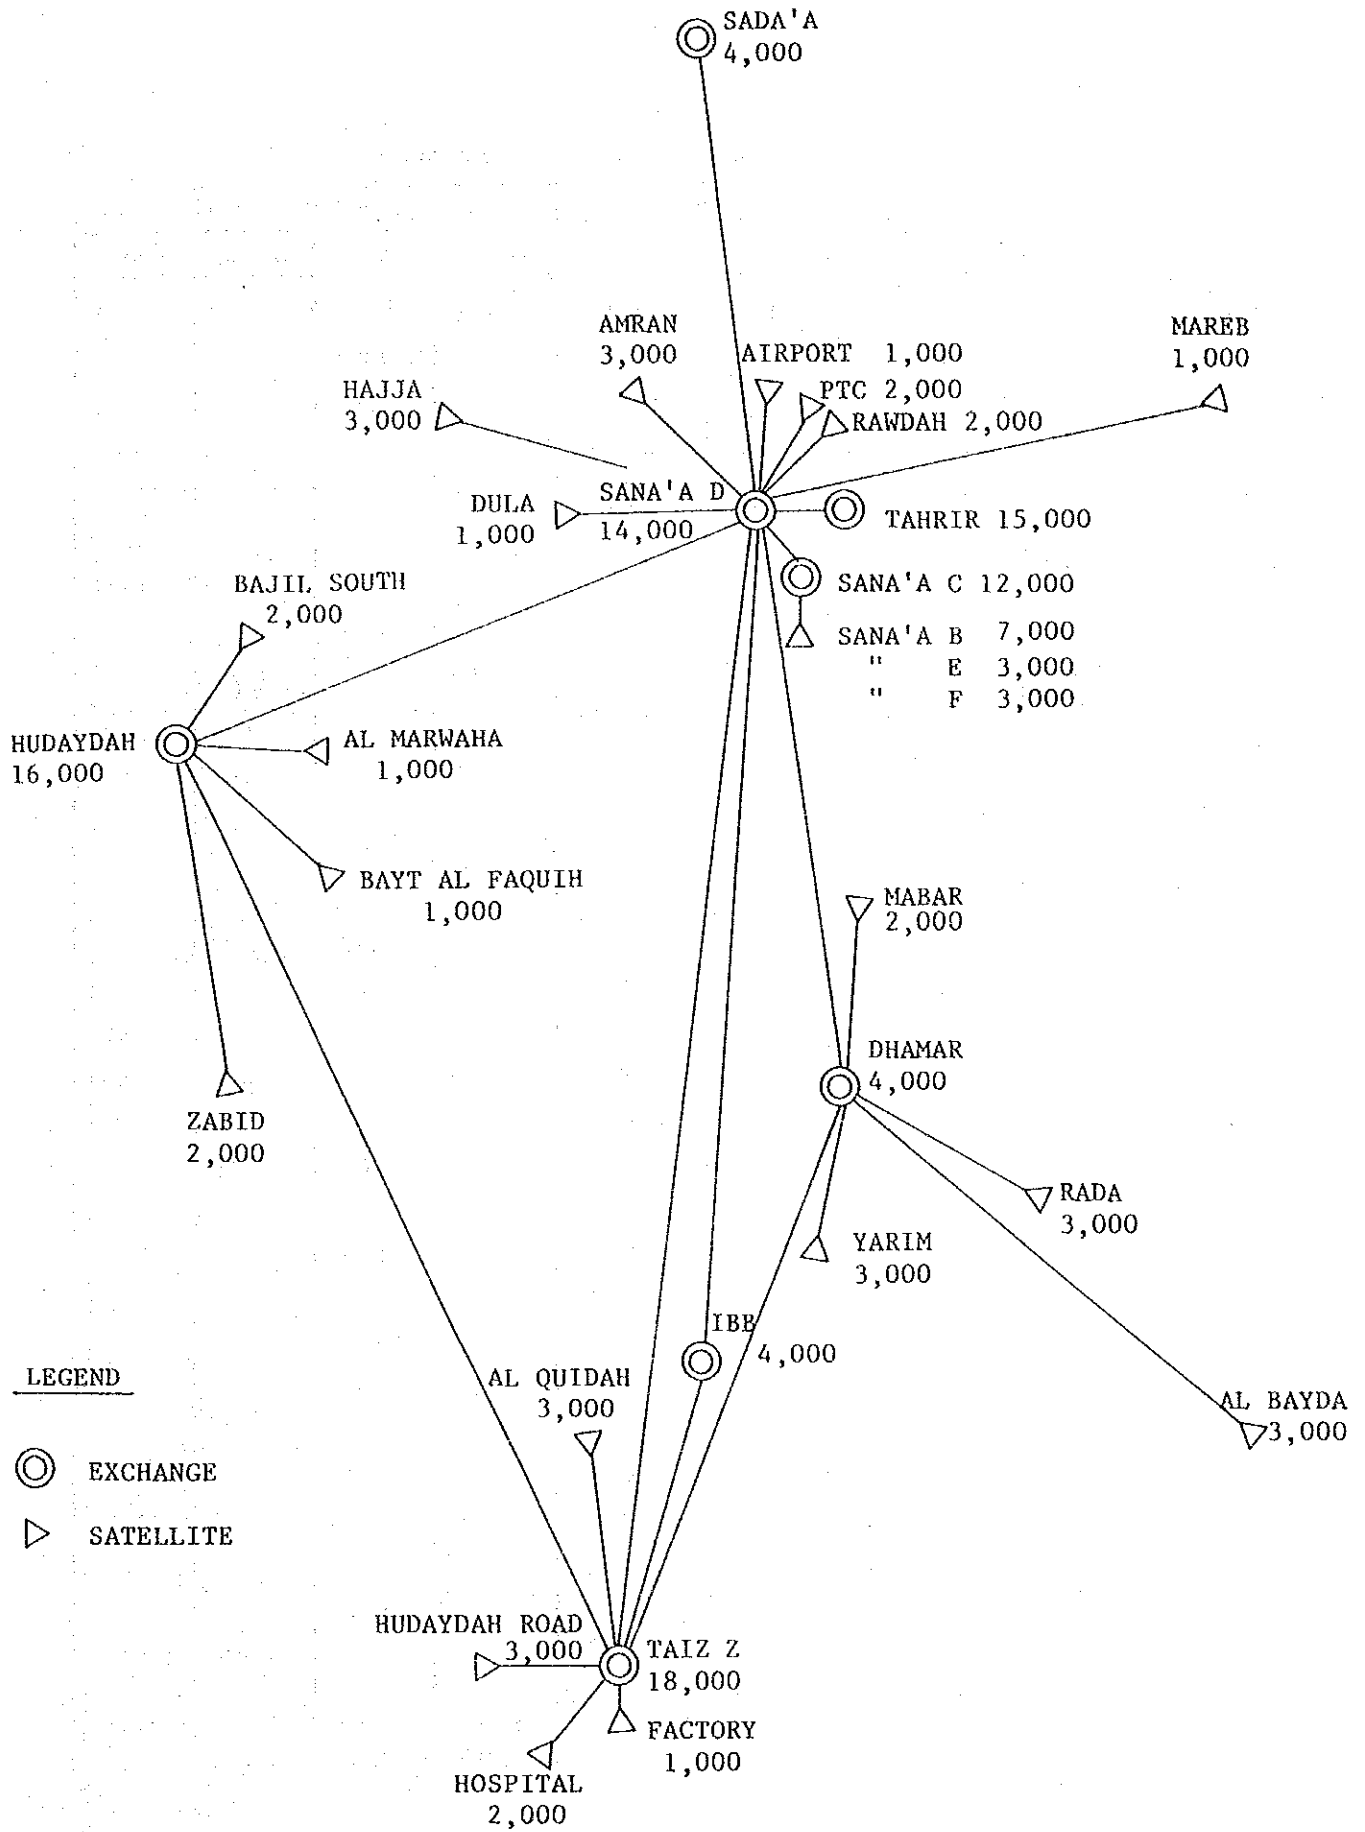 SADA'A
4,000
AMRAN
3,000
AIRPORT 1,000
MAREB
1,000
PTC 2,000
HAJJA
3,000
RAWDAH 2,000
DULA
1,000
SANA'A D
14,000
TAHRIR 15,000
SANA'A C 12,000
SANA'A B 7,000
" E 3,000
" F 3,000
BAJIL SOUTH
2,000
HUDAYDAH
16,000
AL MARWAHA
1,000
BAYT AL FAQUIH
1,000
MABAR
2,000
DHAMAR
4,000
ZABID
2,000
RADA
3,000
YARIM
3,000
IBB
4,000
AL QUIDAH
3,000
AL BAYDA
3,000
LEGEND
EXCHANGE
SATELLITE
HUDAYDAH ROAD
3,000
TAIZ Z
18,000
FACTORY
1,000
HOSPITAL
2,000